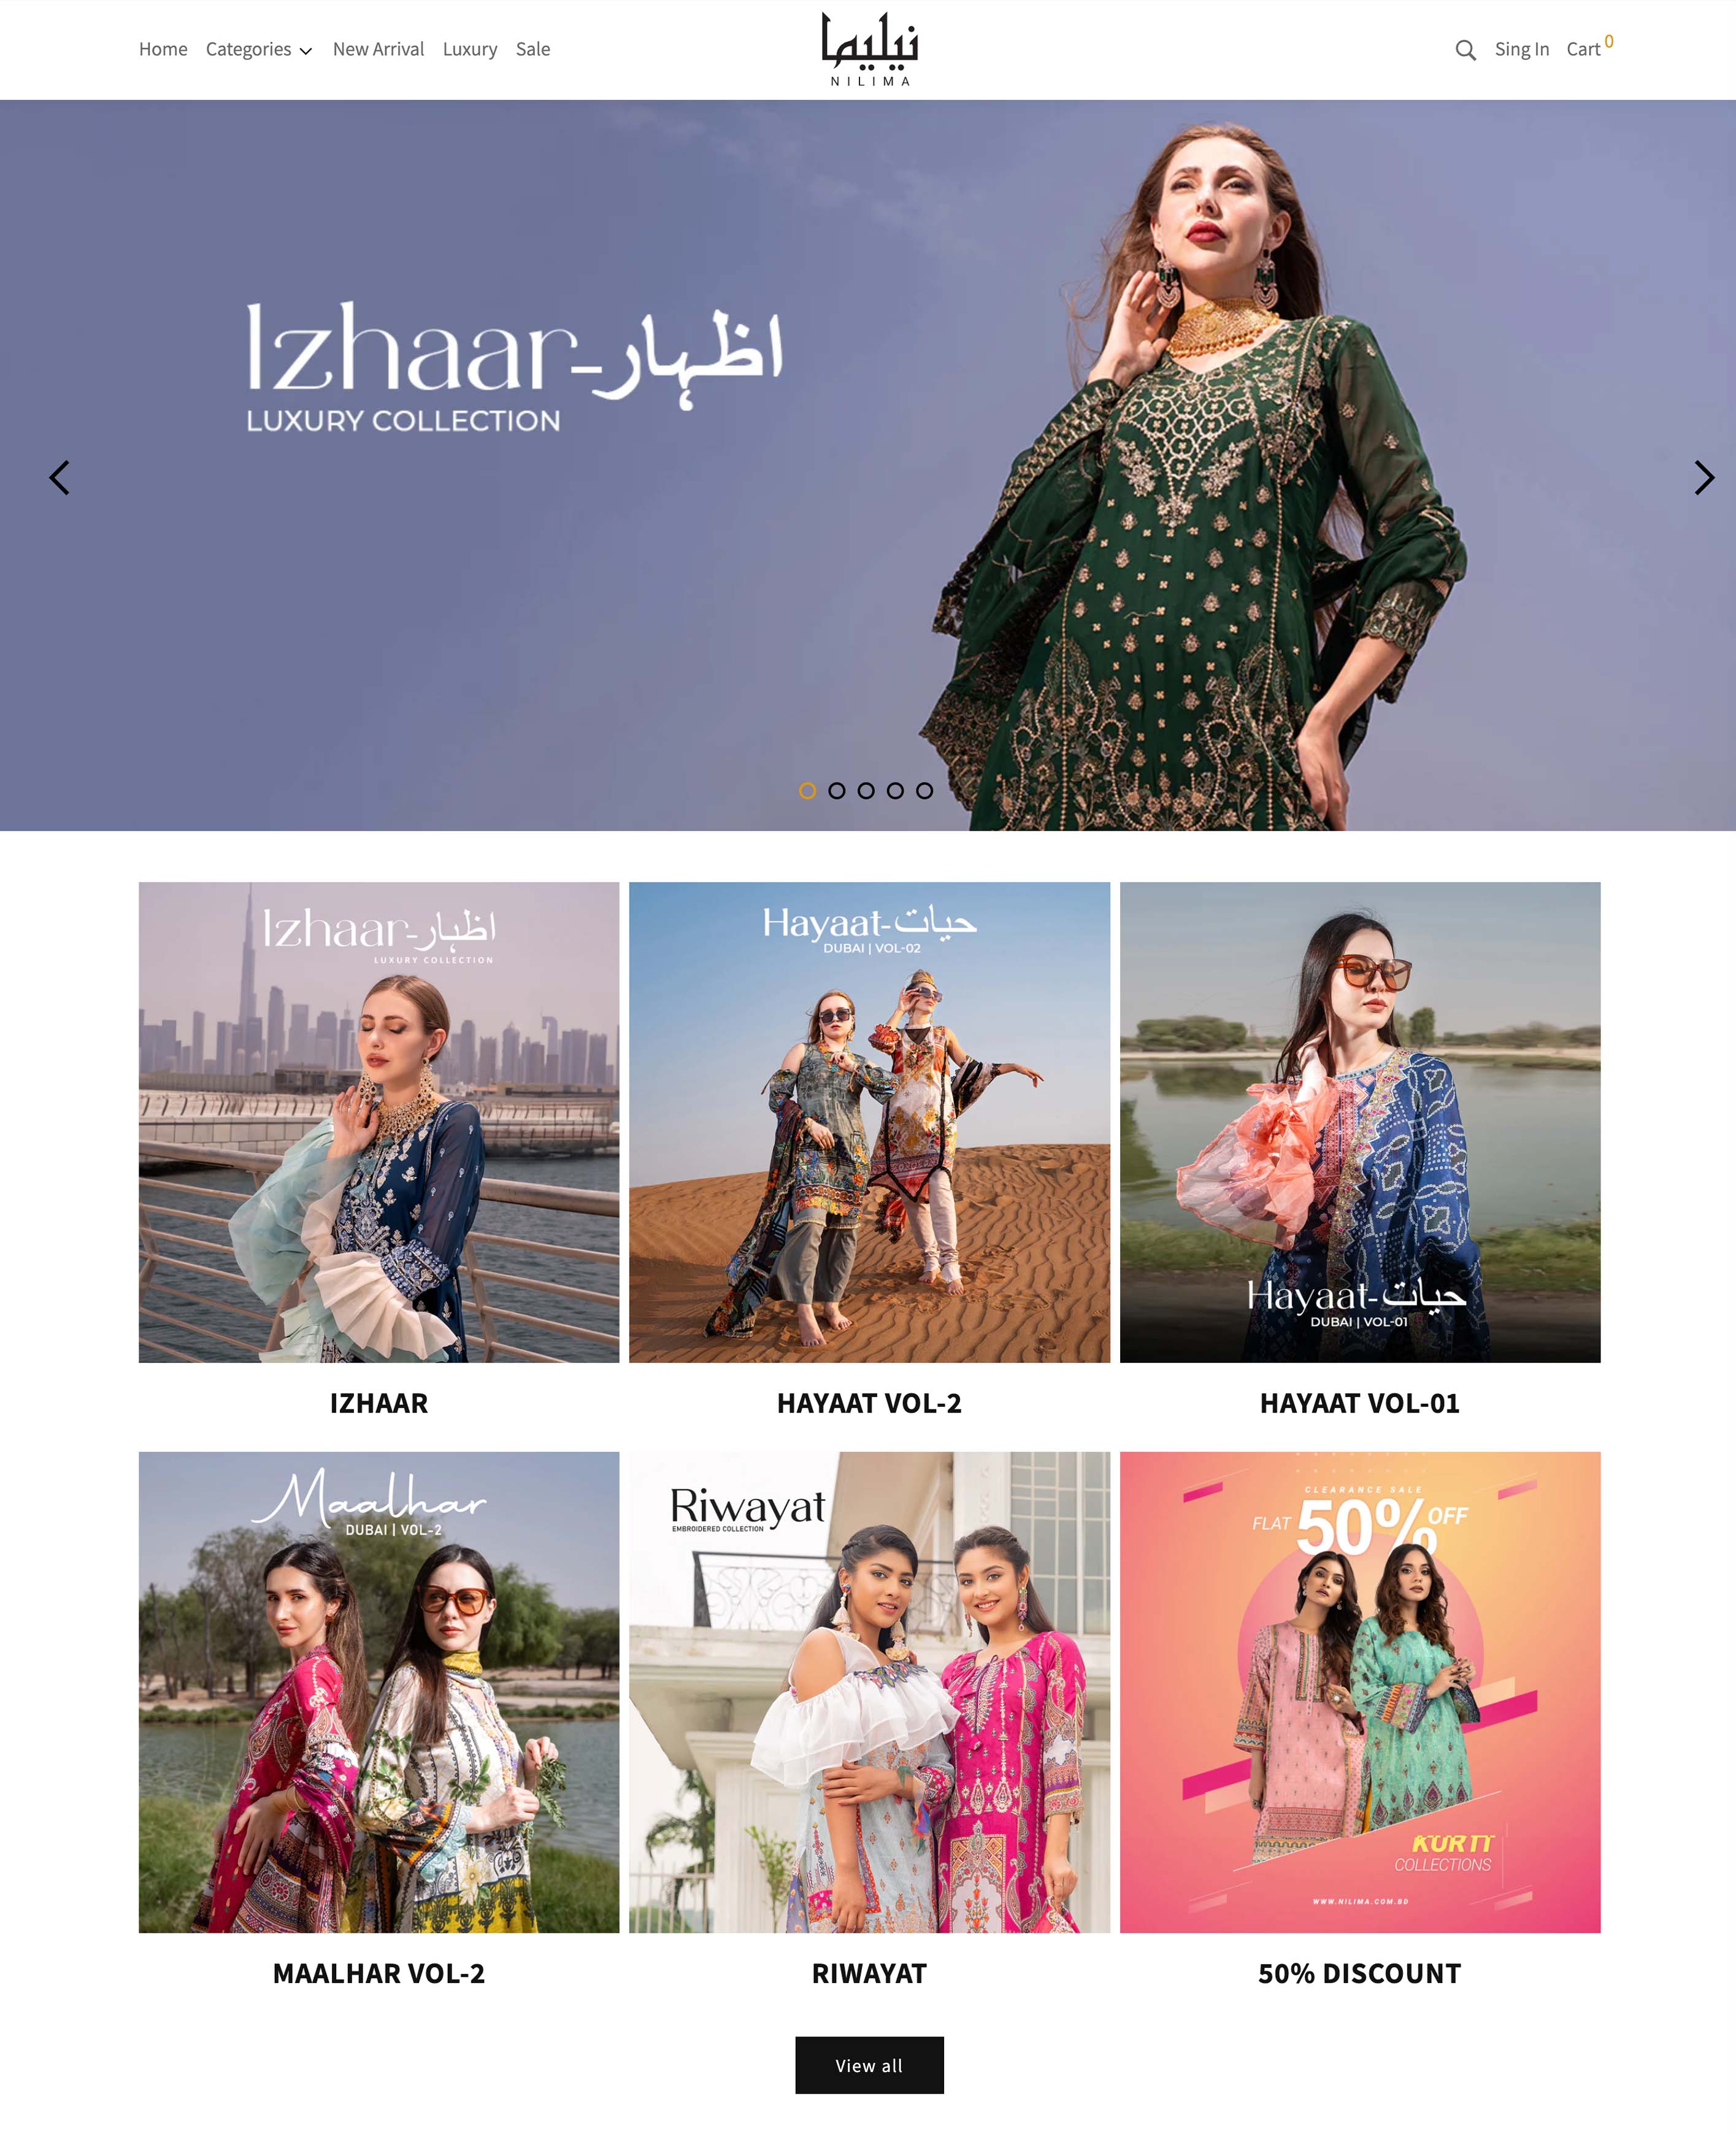 Home Categories New Arrival Luxury Sale
نیلیما
NILIMA
Sing In Cart 0
Izhaar-اظہار
LUXURY COLLECTION
Izhaar-اظہار
LUXURY COLLECTION
Hayaat-حیات
DUBAI | VOL-02
Hayaat-حیات
DUBAI | VOL-01
IZHAAR
HAYAAT VOL-2
HAYAAT VOL-01
Maalhar
DUBAI | VOL-2
Riwayat
EMBROIDERED COLLECTION
CLEARANCE SALE
FLAT 50% OFF
KURTI
COLLECTIONS
WWW.NILIMA.COM.BD
MAALHAR VOL-2
RIWAYAT
50% DISCOUNT
View all